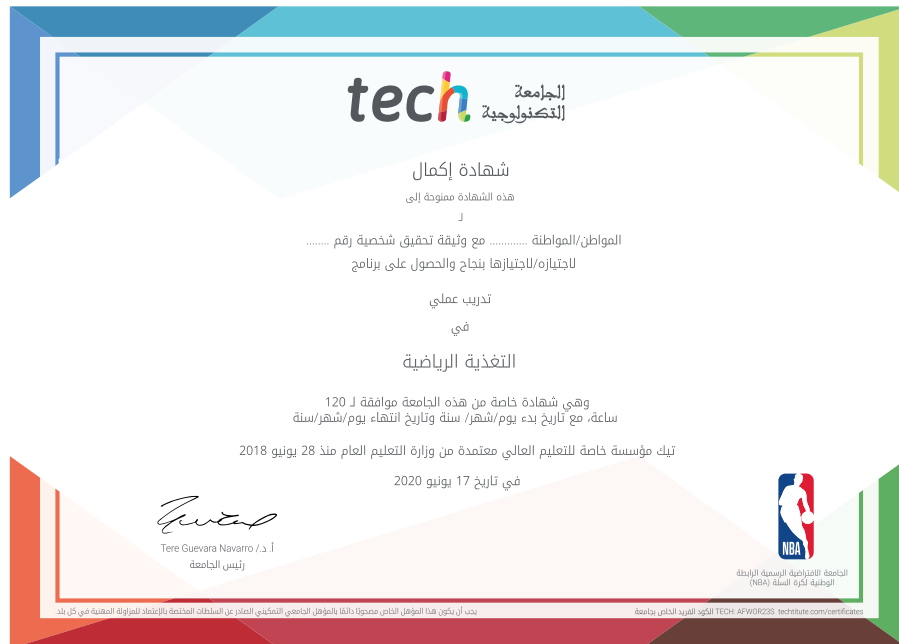 tech الجامعة
التكنولوجية
شهادة إكمال
هذه الشهادة ممنوحة إلى
لـ
المواطن/المواطنة ............. مع وثيقة تحقيق شخصية رقم ........
لاجتيازه/لاجتيازها بنجاح والحصول على برنامج
تدريب عملي
في
التغذية الرياضية
وهي شهادة خاصة من هذه الجامعة موافقة لـ 120
ساعة، مع تاريخ بدء يوم/شهر/ سنة وتاريخ انتهاء يوم/شهر/سنة
تيك مؤسسة خاصة للتعليم العالي معتمدة من وزارة التعليم العام منذ 28 يونيو 2018
في تاريخ 17 يونيو 2020
أ. د./ Tere Guevara Navarro
رئيس الجامعة
NBA
الجامعة الافتراضية الرسمية الرابطة
الوطنية لكرة السلة (NBA)
يجب أن يكون هذا المؤهل الخاص مصحوبًا دائمًا بالمؤهل الجامعي التمكيني الصادر عن السلطات المختصة بالإعتماد للمزاولة المهنية في كل بلد
الكود الفريد الخاص بجامعة TECH: AFWOR23S techtitute.com/certificates